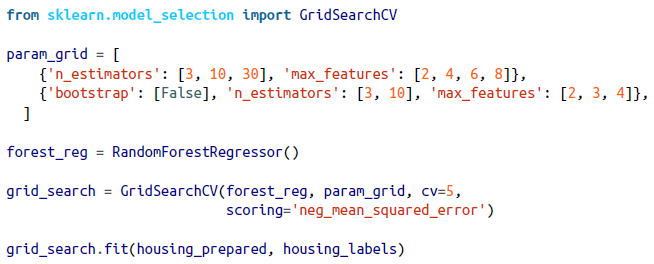 from sklearn.model_selection import GridSearchCV
param_grid = [
    {'n_estimators': [3, 10, 30], 'max_features': [2, 4, 6, 8]},
    {'bootstrap': [False], 'n_estimators': [3, 10], 'max_features': [2, 3, 4]},
  ]
forest_reg = RandomForestRegressor()
grid_search = GridSearchCV(forest_reg, param_grid, cv=5,
                           scoring='neg_mean_squared_error')
grid_search.fit(housing_prepared, housing_labels)